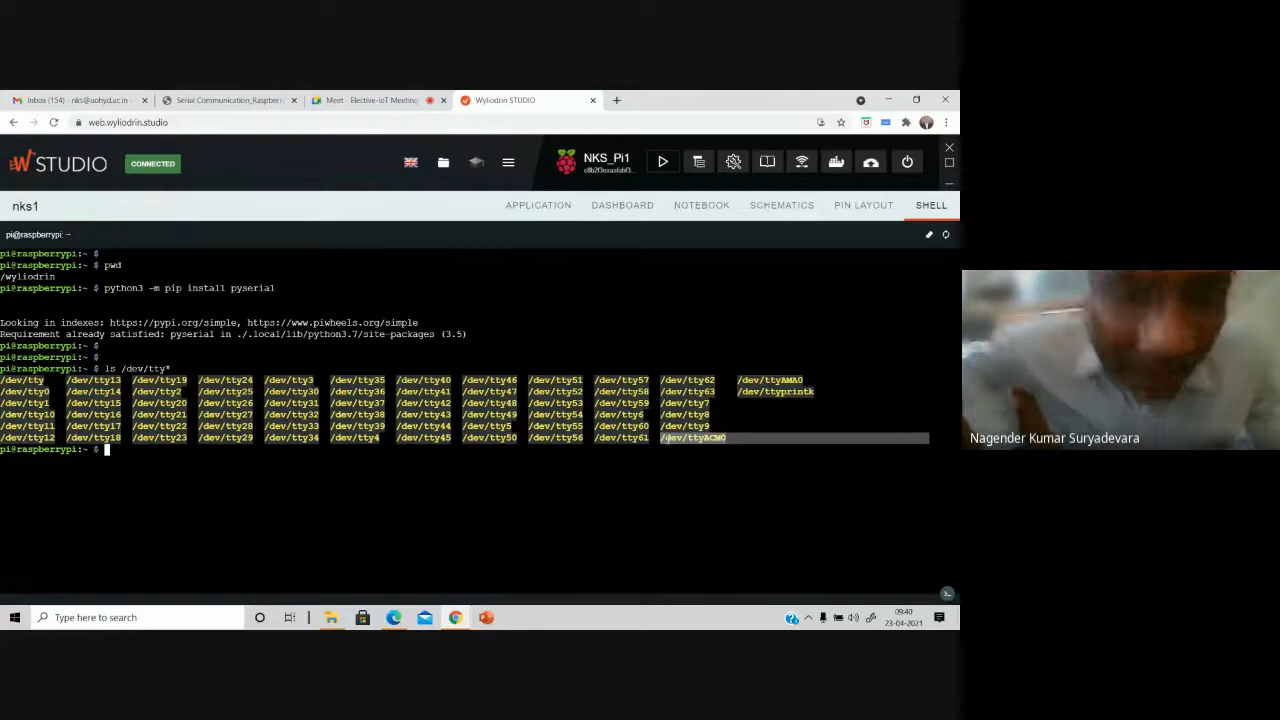 Inbox (154) - nks@uohyd.ac.in -
Serial Communication_Raspberr
Meet - Elective-IoT Meeting
Wyliodrin STUDIO
web.wyliodrin.studio
STUDIO
CONNECTED
NKS_Pi1
nks1
APPLICATION
DASHBOARD
NOTEBOOK
SCHEMATICS
PIN LAYOUT
SHELL
pi@raspberrypi: ~
pi@raspberrypi:~ $
pi@raspberrypi:~ $ pwd
/wyliodrin
pi@raspberrypi:~ $ python3 -m pip install pyserial
Looking in indexes: https://pypi.org/simple, https://www.piwheels.org/simple
Requirement already satisfied: pyserial in ./.local/lib/python3.7/site-packages (3.5)
pi@raspberrypi:~ $
pi@raspberrypi:~ $
pi@raspberrypi:~ $ ls /dev/tty*
/dev/tty /dev/tty13 /dev/tty19 /dev/tty24 /dev/tty3 /dev/tty35 /dev/tty40 /dev/tty46 /dev/tty51 /dev/tty57 /dev/tty62 /dev/ttyAMA0
/dev/tty0 /dev/tty14 /dev/tty2 /dev/tty25 /dev/tty30 /dev/tty36 /dev/tty41 /dev/tty47 /dev/tty52 /dev/tty58 /dev/tty63 /dev/ttyprintk
/dev/tty1 /dev/tty15 /dev/tty20 /dev/tty26 /dev/tty31 /dev/tty37 /dev/tty42 /dev/tty48 /dev/tty53 /dev/tty59 /dev/tty7
/dev/tty10 /dev/tty16 /dev/tty21 /dev/tty27 /dev/tty32 /dev/tty38 /dev/tty43 /dev/tty49 /dev/tty54 /dev/tty6 /dev/tty8
/dev/tty11 /dev/tty17 /dev/tty22 /dev/tty28 /dev/tty33 /dev/tty39 /dev/tty44 /dev/tty5 /dev/tty55 /dev/tty60 /dev/tty9
/dev/tty12 /dev/tty18 /dev/tty23 /dev/tty29 /dev/tty34 /dev/tty4 /dev/tty45 /dev/tty50 /dev/tty56 /dev/tty61 /dev/ttyACM0
pi@raspberrypi:~ $
Nagender Kumar Suryadevara
Type here to search
09:40
23-04-2021